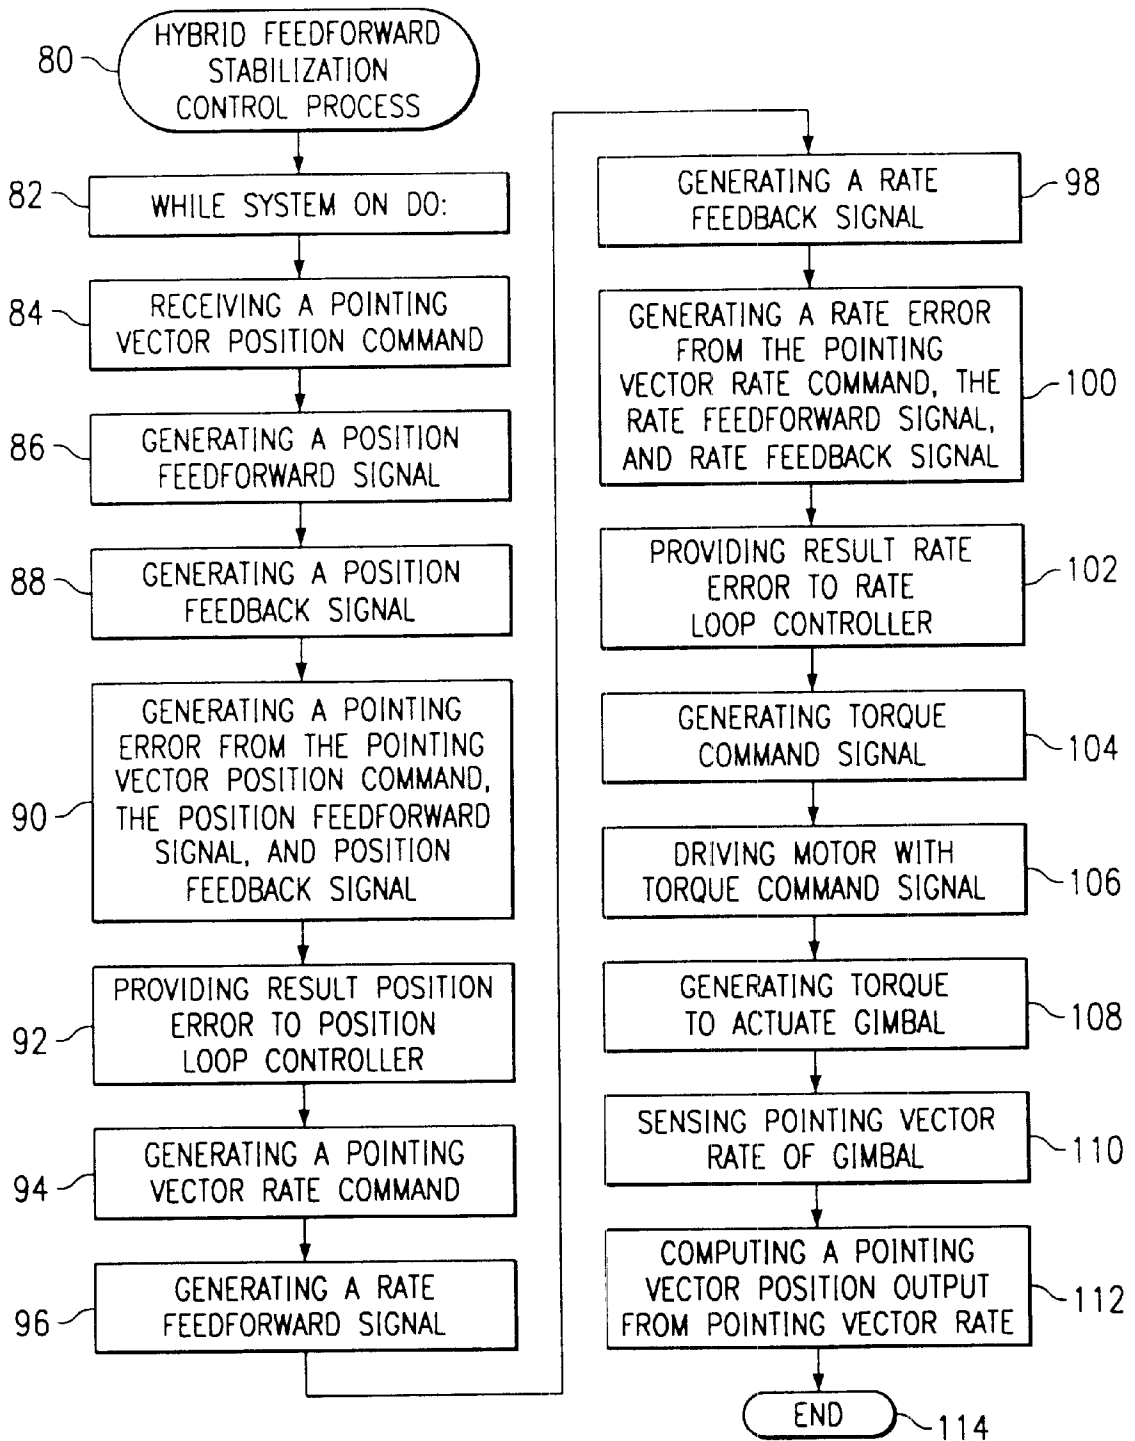 HYBRID FEEDFORWARD
STABILIZATION
CONTROL PROCESS
80
82
WHILE SYSTEM ON DO:
84
RECEIVING A POINTING
VECTOR POSITION COMMAND
86
GENERATING A POSITION
FEEDFORWARD SIGNAL
88
GENERATING A POSITION
FEEDBACK SIGNAL
90
GENERATING A POINTING
ERROR FROM THE POINTING
VECTOR POSITION COMMAND,
THE POSITION FEEDFORWARD
SIGNAL, AND POSITION
FEEDBACK SIGNAL
92
PROVIDING RESULT POSITION
ERROR TO POSITION
LOOP CONTROLLER
94
GENERATING A POINTING
VECTOR RATE COMMAND
96
GENERATING A RATE
FEEDFORWARD SIGNAL
GENERATING A RATE
FEEDBACK SIGNAL
98
GENERATING A RATE ERROR
FROM THE POINTING
VECTOR RATE COMMAND, THE
RATE FEEDFORWARD SIGNAL,
AND RATE FEEDBACK SIGNAL
100
PROVIDING RESULT RATE
ERROR TO RATE
LOOP CONTROLLER
102
GENERATING TORQUE
COMMAND SIGNAL
104
DRIVING MOTOR WITH
TORQUE COMMAND SIGNAL
106
GENERATING TORQUE
TO ACTUATE GIMBAL
108
SENSING POINTING VECTOR
RATE OF GIMBAL
110
COMPUTING A POINTING
VECTOR POSITION OUTPUT
FROM POINTING VECTOR RATE
112
END
114